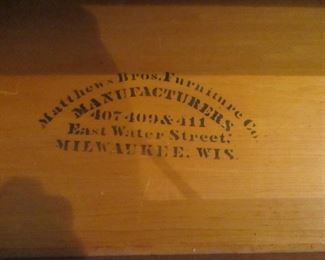 Matthews Bros. Furniture Co.
MANUFACTURERS
407-409 & 411
East Water Street.
MILWAUKEE, WIS.